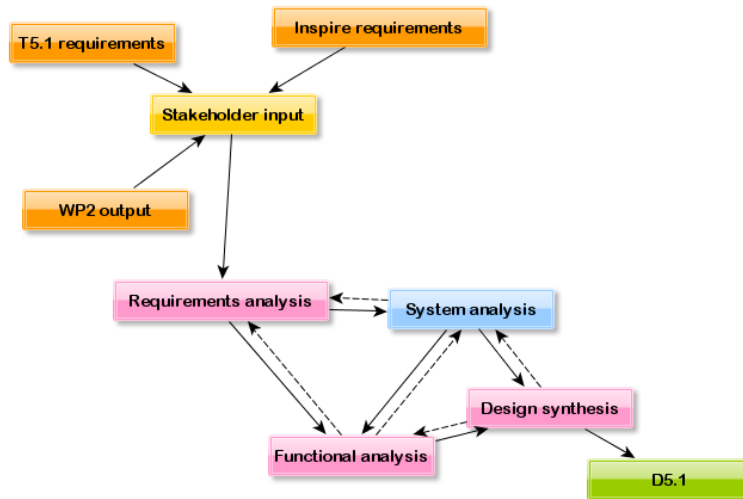 Inspire requirements
T5.1 requirements
Stakeholder input
WP2 output
Requirements analysis
System analysis
Design synthesis
Functional analysis
D5.1